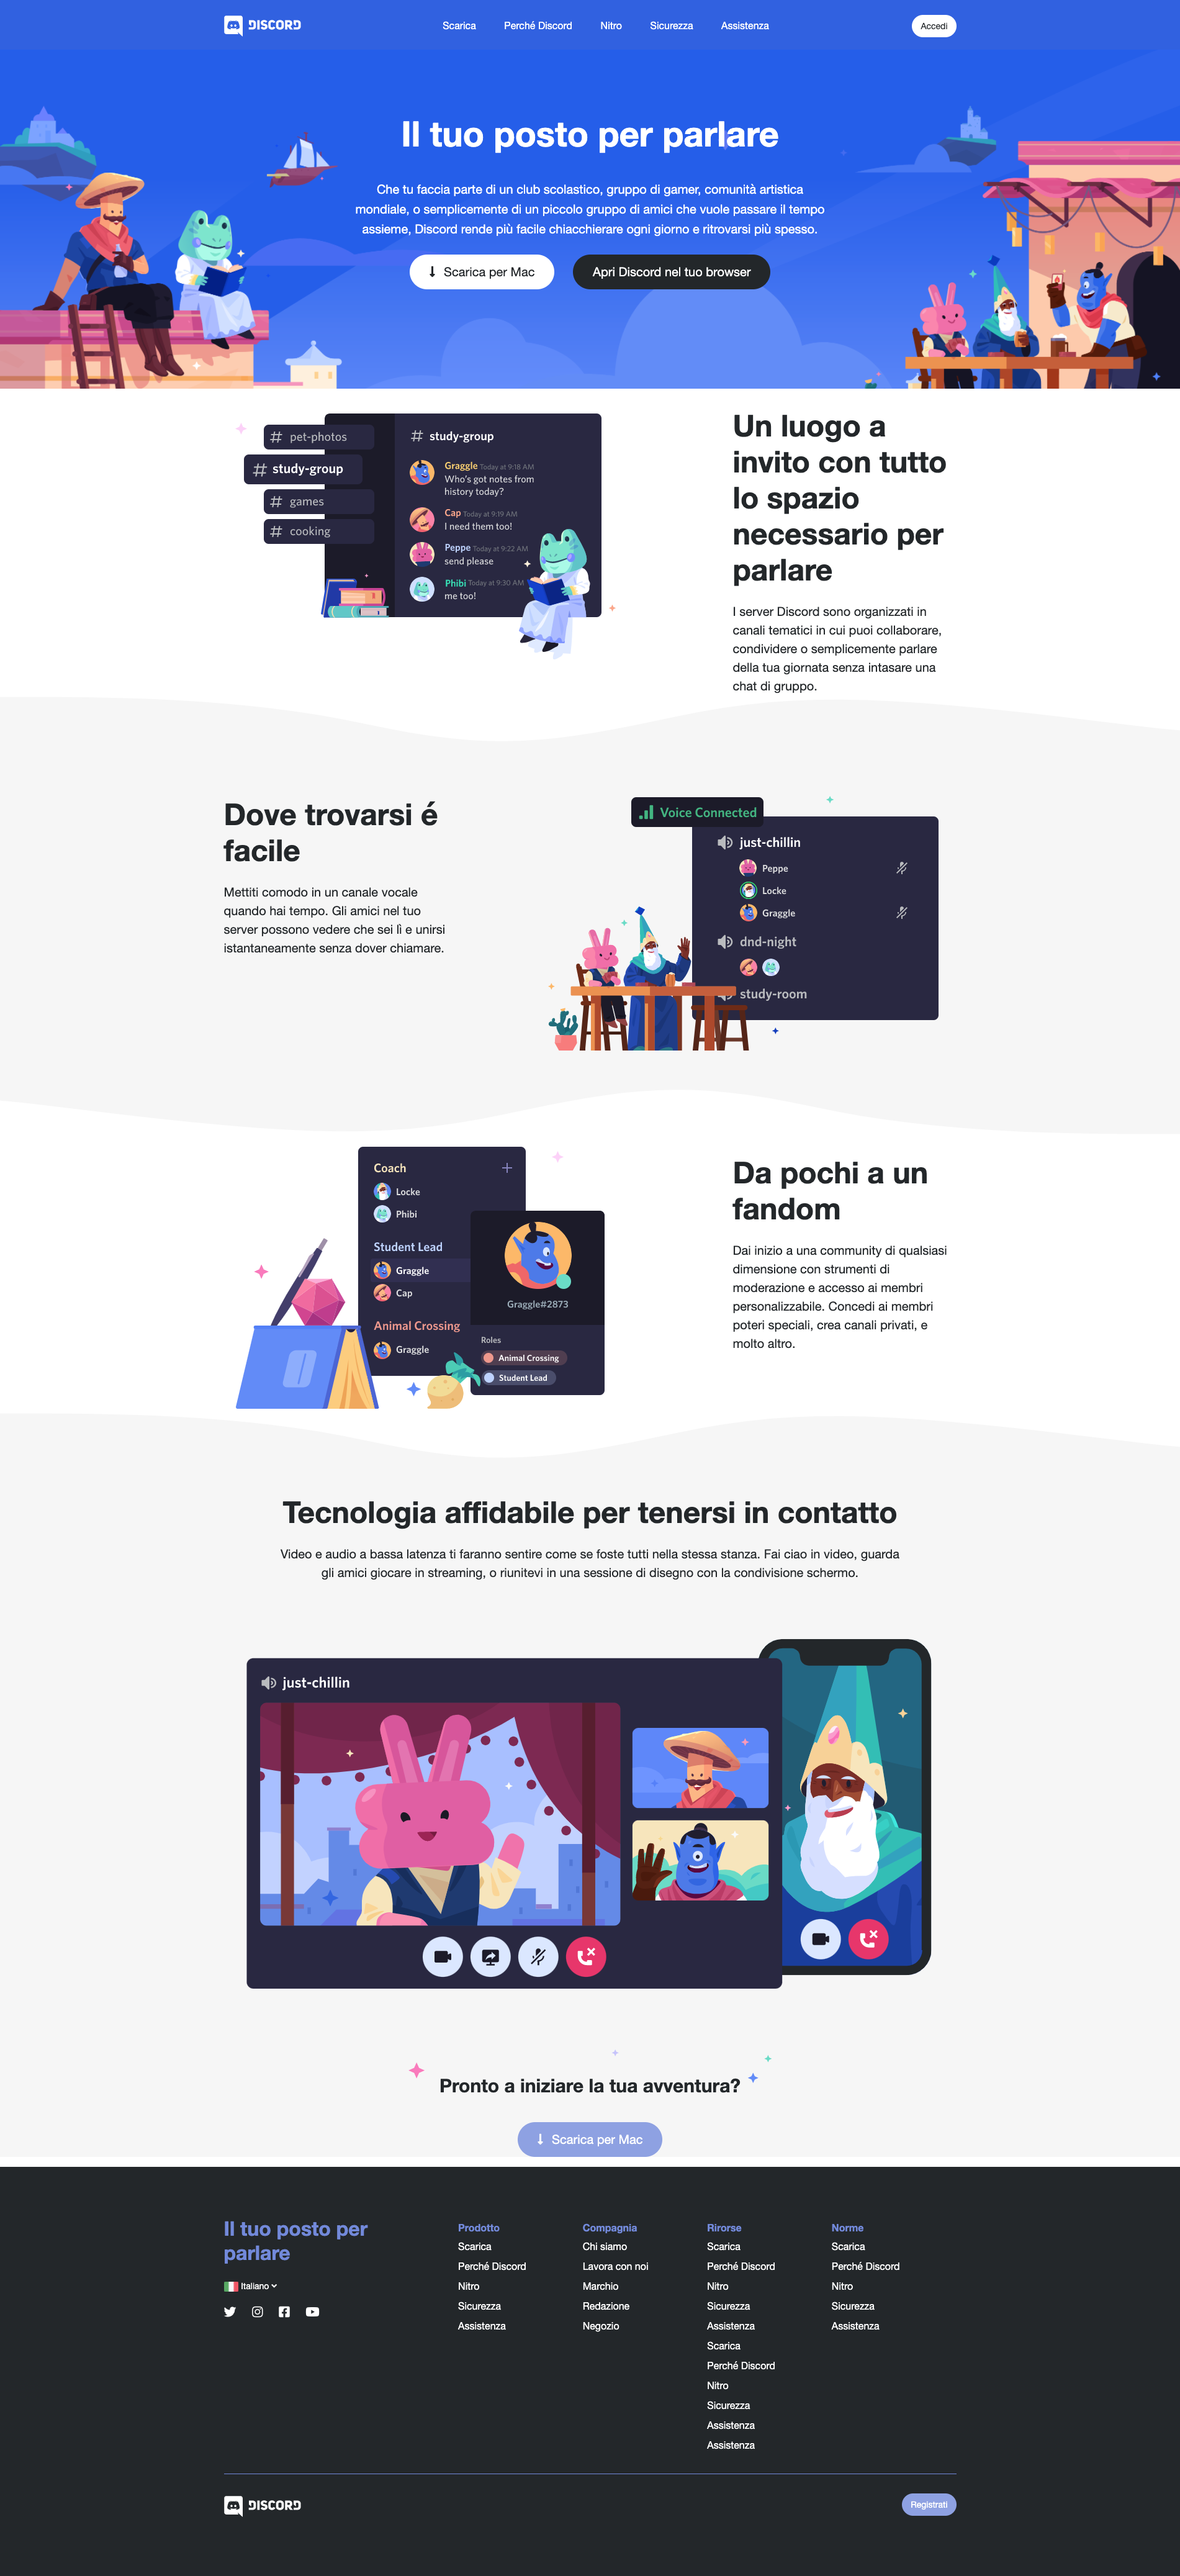 DISCORD
Scarica
Perché Discord
Nitro
Sicurezza
Assistenza
Accedi
Il tuo posto per parlare
Che tu faccia parte di un club scolastico, gruppo di gamer, comunità artistica
mondiale, o semplicemente di un piccolo gruppo di amici che vuole passare il tempo
assieme, Discord rende più facile chiacchierare ogni giorno e ritrovarsi più spesso.
Scarica per Mac
Apri Discord nel tuo browser
# pet-photos
# study-group
# games
# cooking
# study-group
Graggle Today at 9:18 AM
Who's got notes from
history today?
Cap Today at 9:19 AM
I need them too!
Peppe Today at 9:22 AM
send please
Phibi Today at 9:30 AM
me too!
Un luogo a
invito con tutto
lo spazio
necessario per
parlare
I server Discord sono organizzati in
canali tematici in cui puoi collaborare,
condividere o semplicemente parlare
della tua giornata senza intasare una
chat di gruppo.
Dove trovarsi é
facile
Mettiti comodo in un canale vocale
quando hai tempo. Gli amici nel tuo
server possono vedere che sei lì e unirsi
istantaneamente senza dover chiamare.
Voice Connected
just-chillin
Peppe
Locke
Graggle
dnd-night
study-room
Coach
Locke
Phibi
Student Lead
Graggle
Cap
Animal Crossing
Graggle
Graggle#2873
Roles
Animal Crossing
Student Lead
Da pochi a un
fandom
Dai inizio a una community di qualsiasi
dimensione con strumenti di
moderazione e accesso ai membri
personalizzabile. Concedi ai membri
poteri speciali, crea canali privati, e
molto altro.
Tecnologia affidabile per tenersi in contatto
Video e audio a bassa latenza ti faranno sentire come se foste tutti nella stessa stanza. Fai ciao in video, guarda
gli amici giocare in streaming, o riunitevi in una sessione di disegno con la condivisione schermo.
just-chillin
Pronto a iniziare la tua avventura?
Scarica per Mac
Il tuo posto per
parlare
Italiano
Prodotto
Scarica
Perché Discord
Nitro
Sicurezza
Assistenza
Compagnia
Chi siamo
Lavora con noi
Marchio
Redazione
Negozio
Rirorse
Scarica
Perché Discord
Nitro
Sicurezza
Assistenza
Scarica
Perché Discord
Nitro
Sicurezza
Assistenza
Assistenza
Norme
Scarica
Perché Discord
Nitro
Sicurezza
Assistenza
DISCORD
Registrati